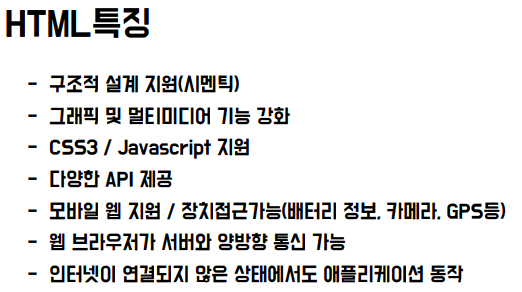 HTML특징
- 구조적 설계 지원(시멘틱)
- 그래픽 및 멀티미디어 기능 강화
- CSS3 / Javascript 지원
- 다양한 API 제공
- 모바일 웹 지원 / 장치접근가능(배터리 정보, 카메라, GPS등)
- 웹 브라우저가 서버와 양방향 통신 가능
- 인터넷이 연결되지 않은 상태에서도 애플리케이션 동작